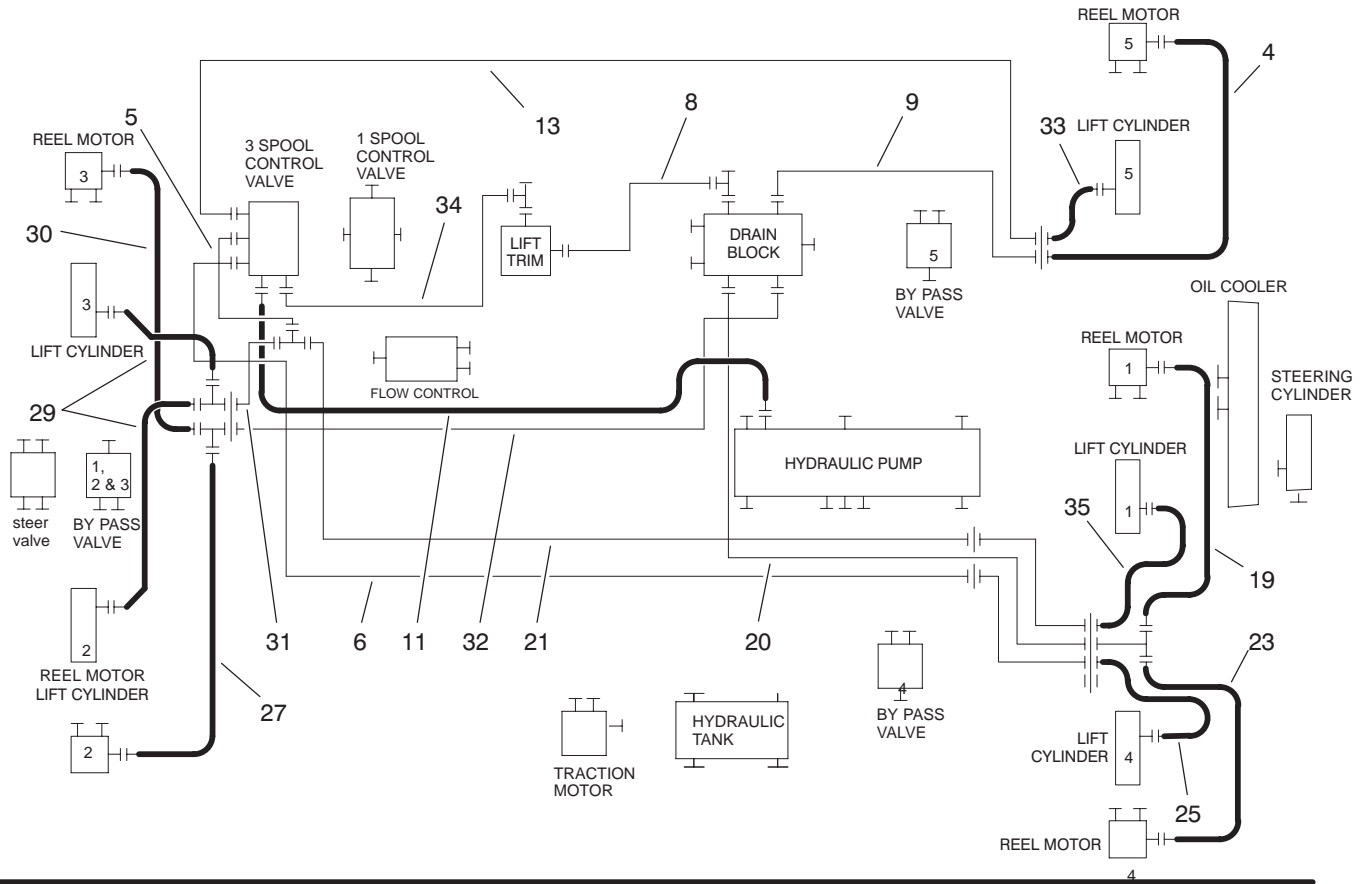 REEL MOTOR
5
4
13
8
9
33
LIFT CYLINDER
5
5
REEL MOTOR
3
3 SPOOL
CONTROL
VALVE
1 SPOOL
CONTROL
VALVE
34
30
LIFT
TRIM
DRAIN
BLOCK
5
BY PASS
VALVE
OIL COOLER
3
LIFT CYLINDER
REEL MOTOR
1
STEERING
CYLINDER
FLOW CONTROL
29
LIFT CYLINDER
1
HYDRAULIC PUMP
steer
valve
1,
2 & 3
BY PASS
VALVE
35
19
2
REEL MOTOR
LIFT CYLINDER
31
6
11
32
21
20
23
27
2
4
BY PASS
VALVE
HYDRAULIC
TANK
TRACTION
MOTOR
LIFT
CYLINDER
4
25
REEL MOTOR
4